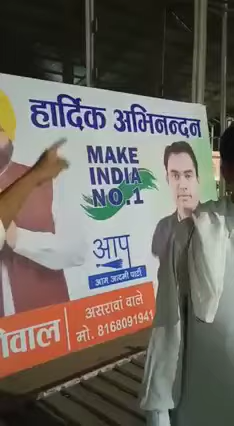 हार्दिक अभिनन्दन
MAKE
INDIA
NO.1
आप
आम आदमी पार्टी
असरावां वाले
मो. 8168091941